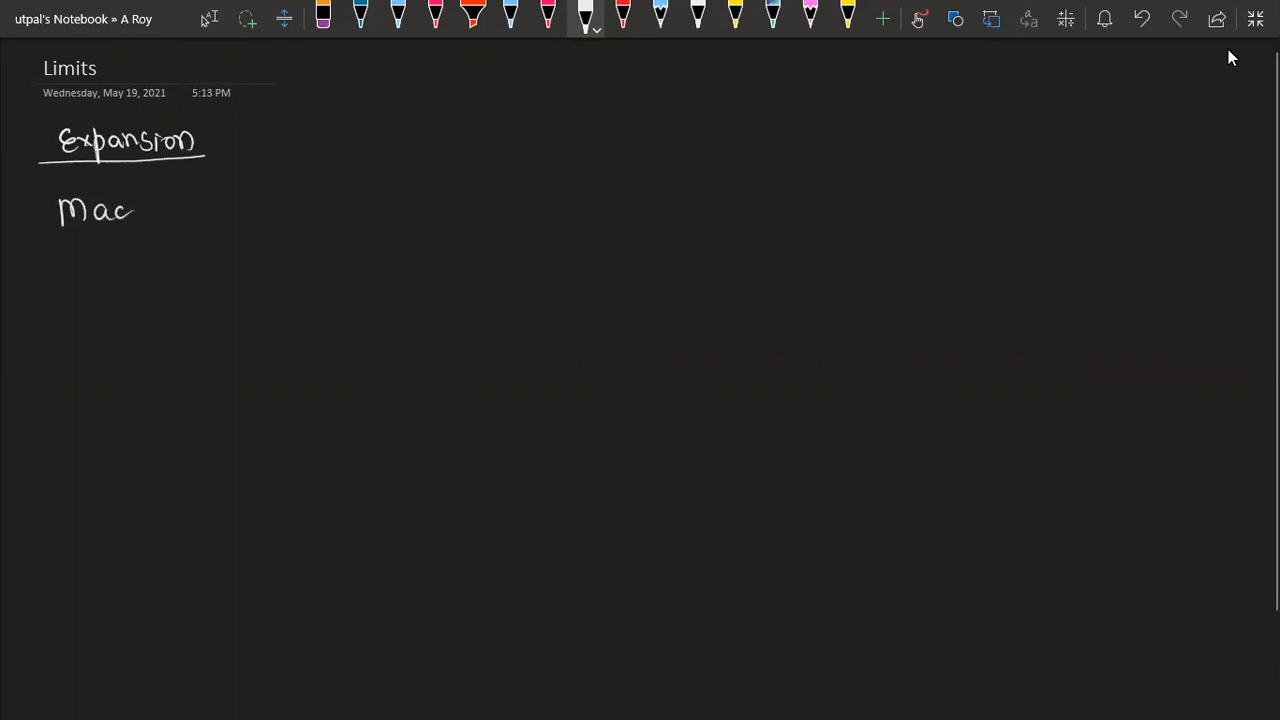 utpal's Notebook » A Roy
Limits
Wednesday, May 19, 2021 5:13 PM
Expansion
Mac